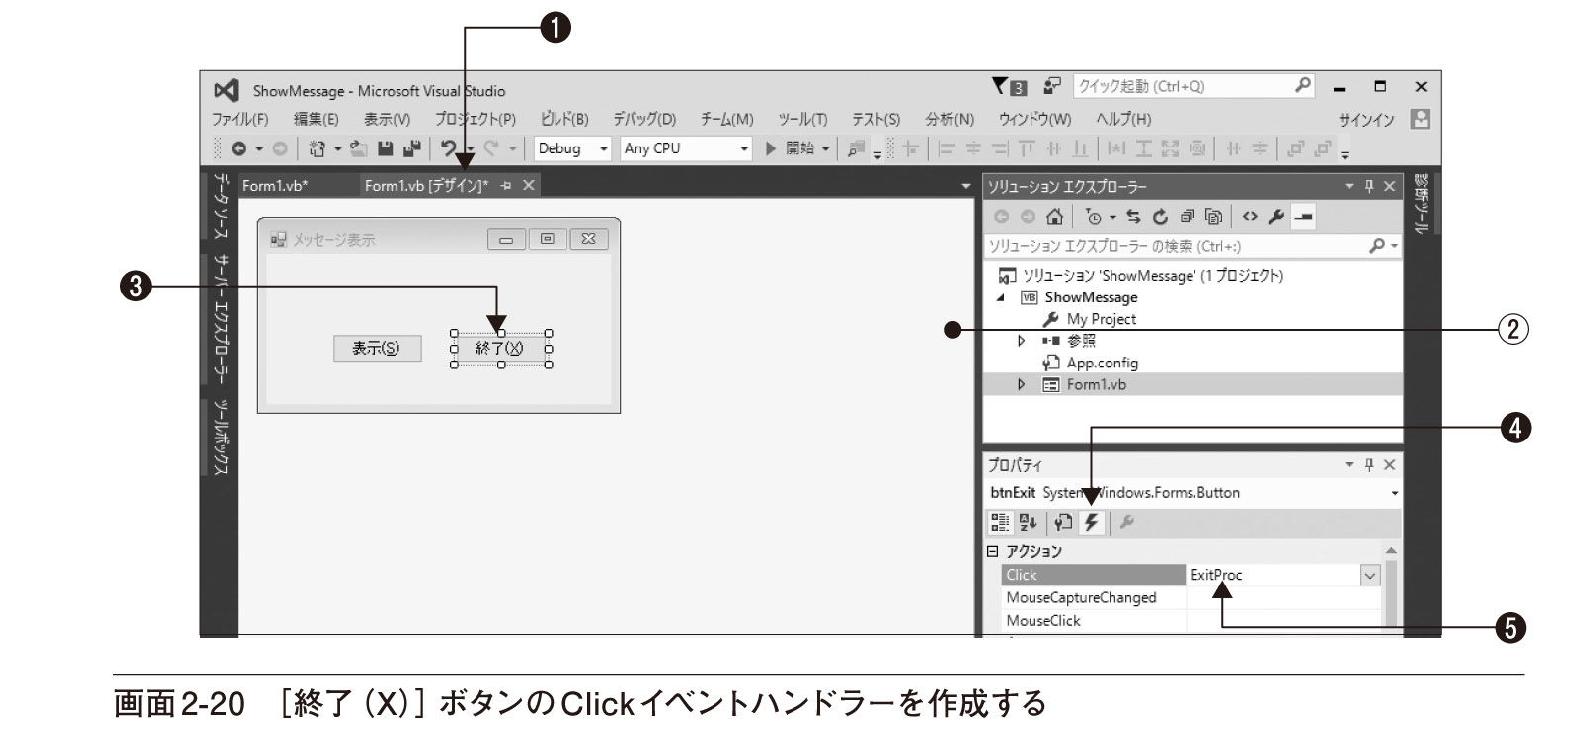 ❶
ShowMessage - Microsoft Visual Studio
3
クイック起動 (Ctrl+Q)
ファイル(F) 編集(E) 表示(V) プロジェクト(P) ビルド(B) デバッグ(D) チーム(M) ツール(T) テスト(S) 分析(N) ウィンドウ(W) ヘルプ(H) サインイン
Debug Any CPU 開始
データ ソース
サーバー エクスプローラー
ツールボックス
Form1.vb* Form1.vb [デザイン]*
メッセージ表示
❸
表示(S) 終了(X)
ソリューション エクスプローラー
診断ツール
ソリューション エクスプローラー の検索 (Ctrl+:)
ソリューション 'ShowMessage' (1 プロジェクト)
VB ShowMessage
My Project
②
参照
App.config
Form1.vb
❹
プロパティ
btnExit System.Windows.Forms.Button
アクション
Click ExitProc
MouseCaptureChanged
MouseClick
❺
画面2-20 ［終了（X）］ボタンのClickイベントハンドラーを作成する